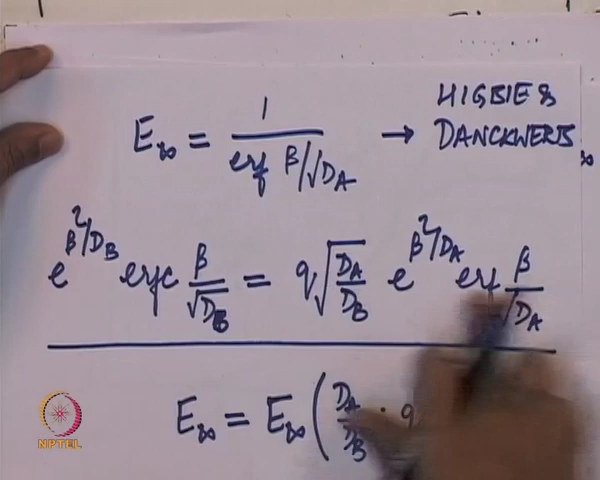 HIGBIE &
E∞ = 1 / erf β/√D_A → DANCKWERTS
e^(β²/D_B) erfc β/√D_B = q √(D_A/D_B) e^(β²/D_A) erf β/√D_A
E∞ = E∞ (D_A/D_B · q
NPTEL